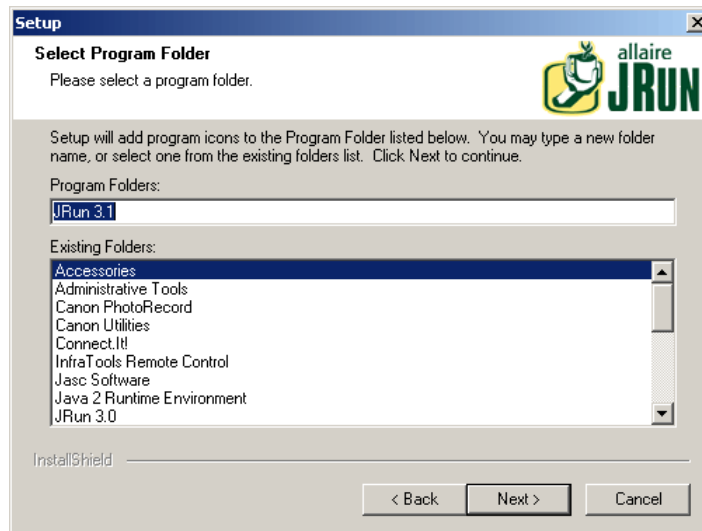 Setup
Select Program Folder
Please select a program folder.
allaire
JRUN
Setup will add program icons to the Program Folder listed below. You may type a new folder
name, or select one from the existing folders list. Click Next to continue.
Program Folders:
JRun 3.1
Existing Folders:
Accessories
Administrative Tools
Canon PhotoRecord
Canon Utilities
Connect.It!
InfraTools Remote Control
Jasc Software
Java 2 Runtime Environment
JRun 3.0
InstallShield
< Back Next > Cancel